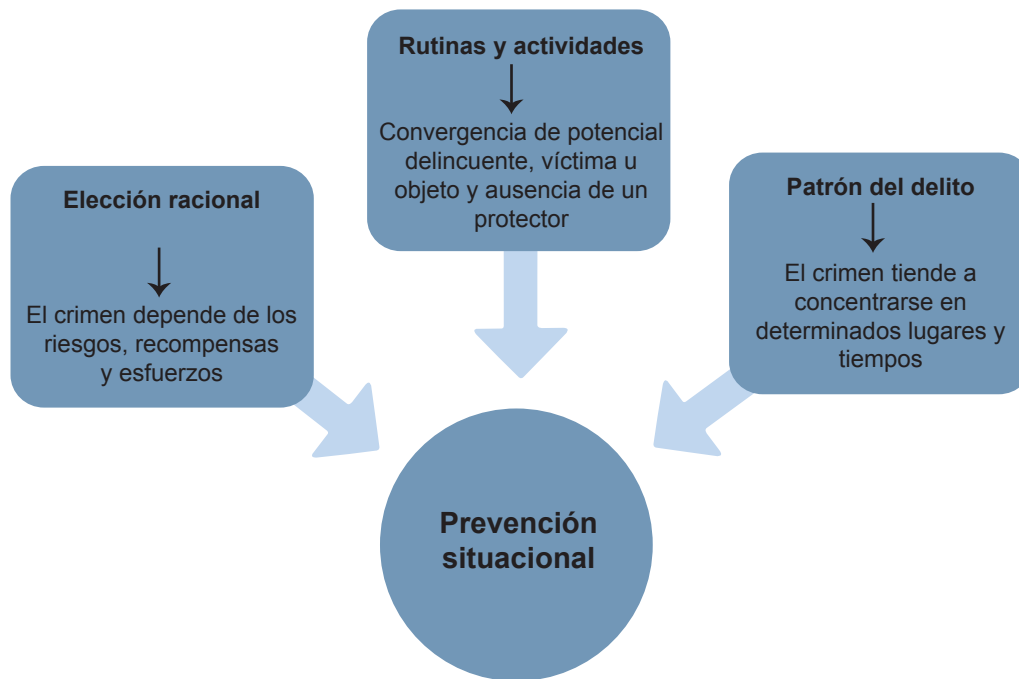 Elección racional
El crimen depende de los
riesgos, recompensas
y esfuerzos
Rutinas y actividades
Convergencia de potencial
delincuente, víctima u
objeto y ausencia de un
protector
Patrón del delito
El crimen tiende a
concentrarse en
determinados lugares y
tiempos
Prevención
situacional